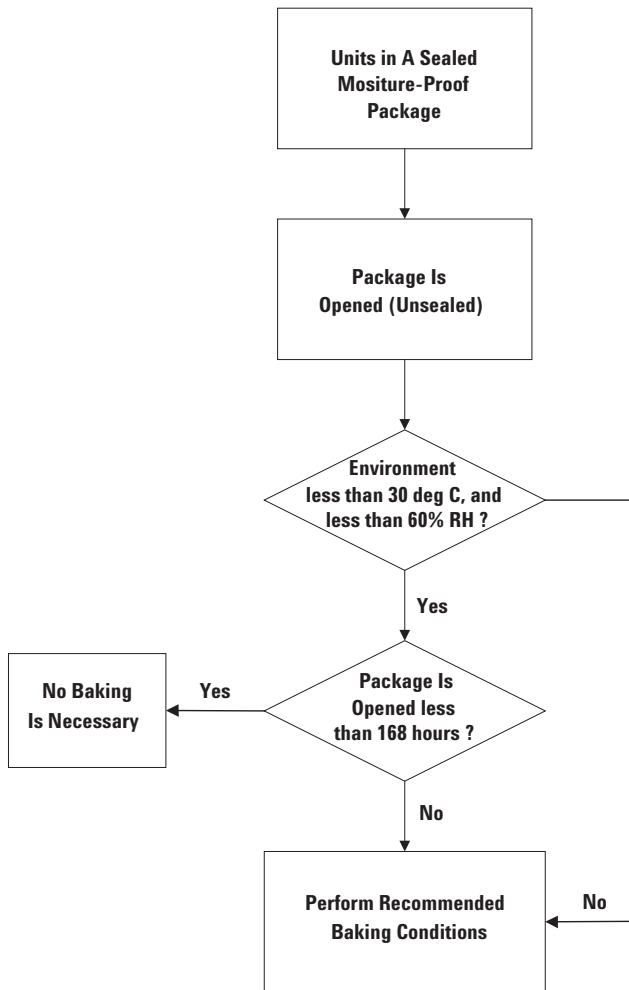 Units in A Sealed
Mositure-Proof
Package
Package Is
Opened (Unsealed)
Environment
less than 30 deg C, and
less than 60% RH ?
Yes
Package Is
Opened less
than 168 hours ?
Yes
No Baking
Is Necessary
No
Perform Recommended
Baking Conditions
No